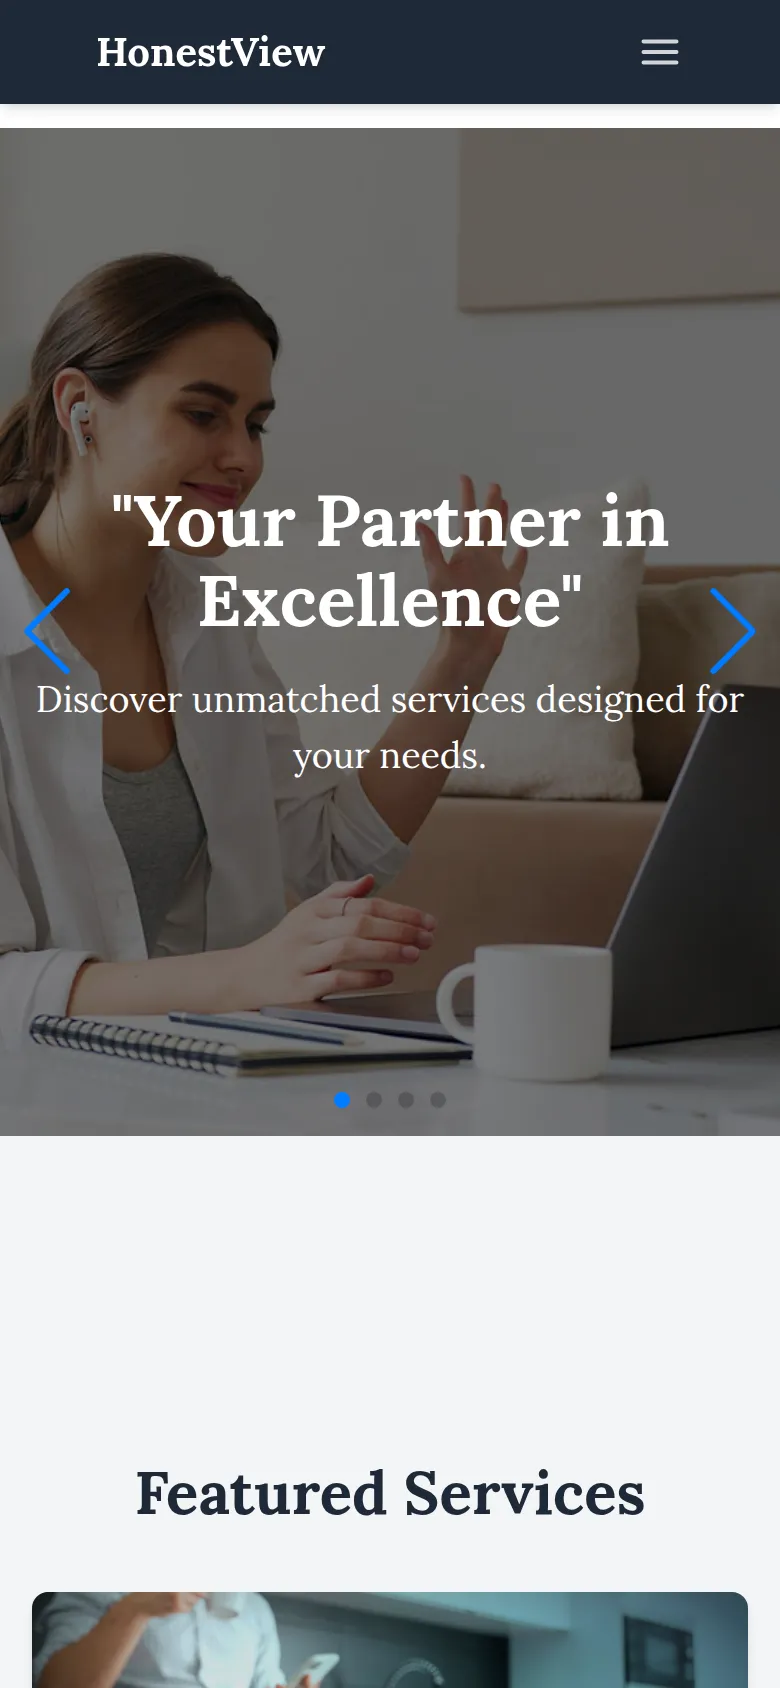 HonestView
"Your Partner in
Excellence"
Discover unmatched services designed for
your needs.
Featured Services